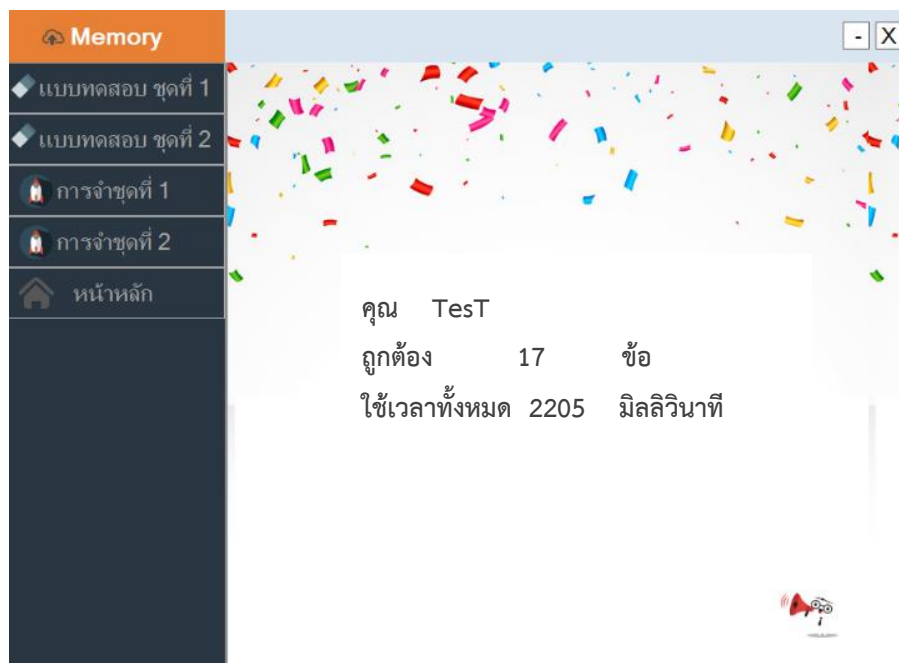 Memory
- X
แบบทดสอบ ชุดที่ 1
แบบทดสอบ ชุดที่ 2
การจำชุดที่ 1
การจำชุดที่ 2
หน้าหลัก
คุณ TesT
ถูกต้อง 17 ข้อ
ใช้เวลาทั้งหมด 2205 มิลลิวินาที